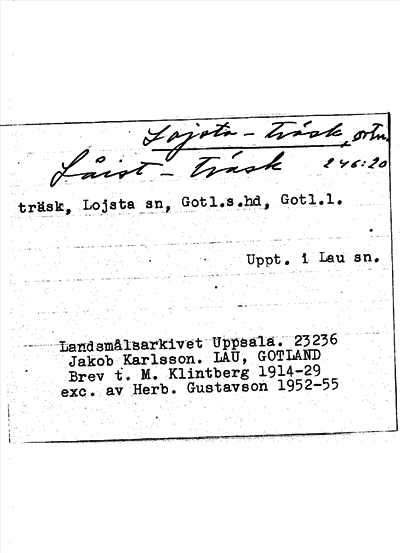 Lojsta-träsk, ortn.
Låist-träsk 246:20
träsk, Lojsta sn, Gotl.s.hd, Gotl.l.
Uppt. i Lau sn.
Landsmålsarkivet Uppsala. 23236
Jakob Karlsson. LAU, GOTLAND
Brev t. M. Klintberg 1914-29
exc. av Herb. Gustavson 1952-55